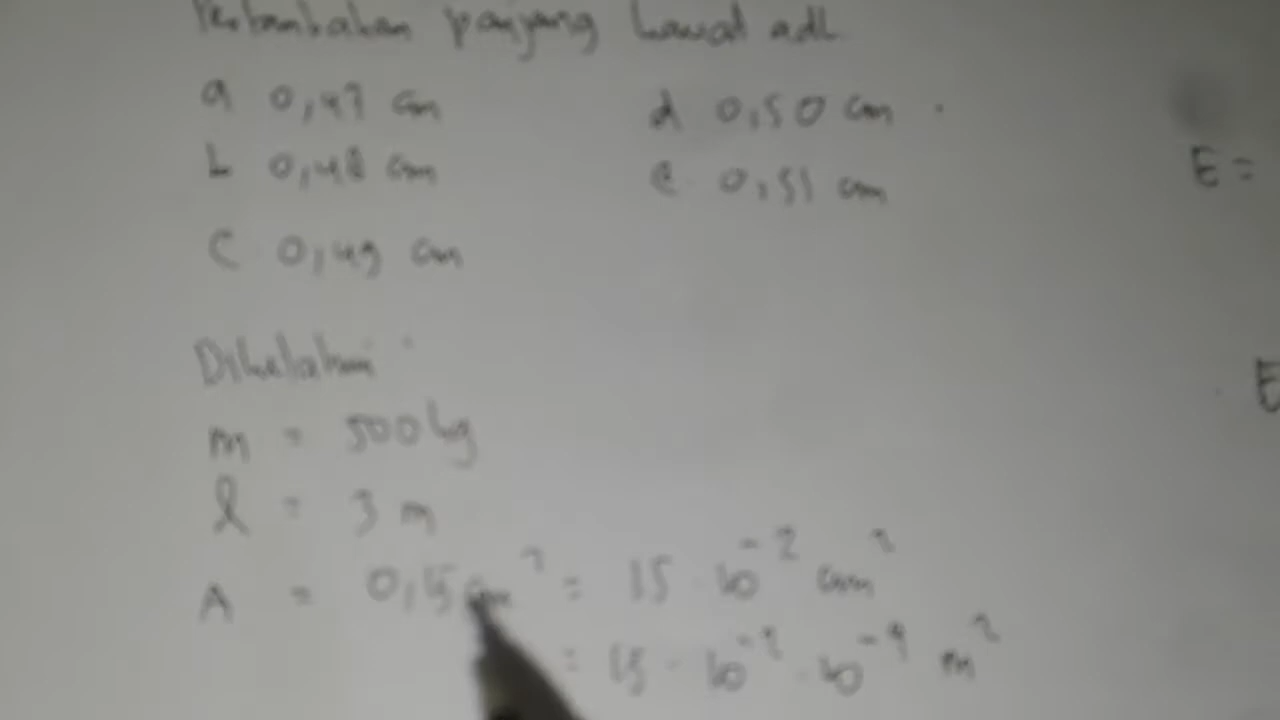 Pertambahan panjang kawat adl
a 0,47 cm d 0,50 cm
b 0,48 cm e 0,51 cm
c 0,49 cm
E =
Diketahui
E
m = 500 kg
l = 3 m
A = 0,15 cm² = 15 · 10⁻² cm²
= 15 · 10⁻² · 10⁻⁴ m²